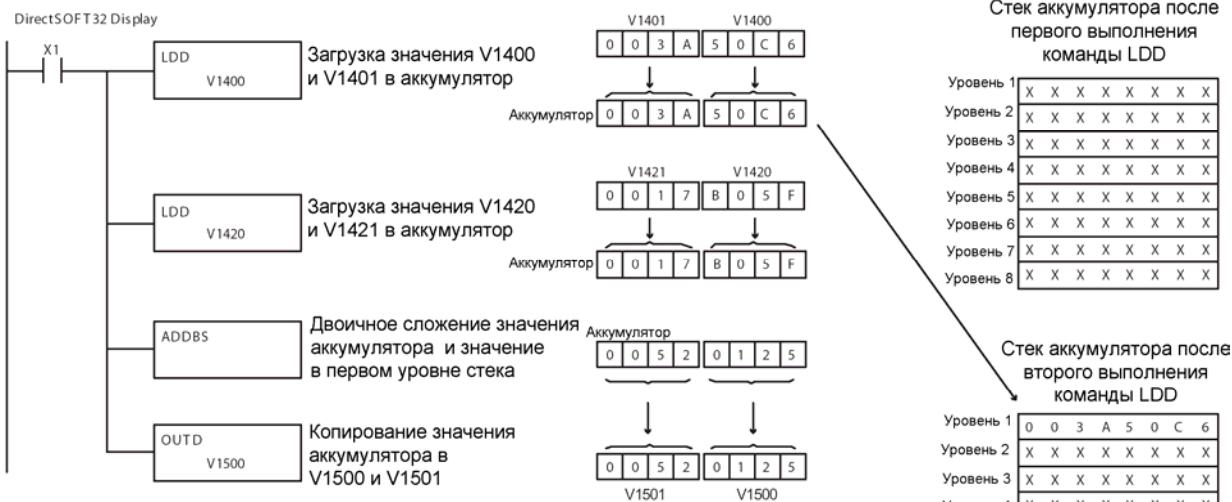 DirectSOFT32 Display
X1
LDD
V1400
Загрузка значения V1400
и V1401 в аккумулятор
V1401 V1400
0 0 3 A 5 0 C 6
Аккумулятор 0 0 3 A 5 0 C 6
LDD
V1420
Загрузка значения V1420
и V1421 в аккумулятор
V1421 V1420
0 0 1 7 B 0 5 F
Аккумулятор 0 0 1 7 B 0 5 F
ADDBS
Двоичное сложение значения
аккумулятора и значение
в первом уровне стека
Аккумулятор
0 0 5 2 0 1 2 5
OUTD
V1500
Копирование значения
аккумулятора в
V1500 и V1501
0 0 5 2 0 1 2 5
V1501 V1500
Стек аккумулятора после
первого выполнения
команды LDD
Уровень 1 X X X X X X X X
Уровень 2 X X X X X X X X
Уровень 3 X X X X X X X X
Уровень 4 X X X X X X X X
Уровень 5 X X X X X X X X
Уровень 6 X X X X X X X X
Уровень 7 X X X X X X X X
Уровень 8 X X X X X X X X
Стек аккумулятора после
второго выполнения
команды LDD
Уровень 1 0 0 3 A 5 0 C 6
Уровень 2 X X X X X X X X
Уровень 3 X X X X X X X X